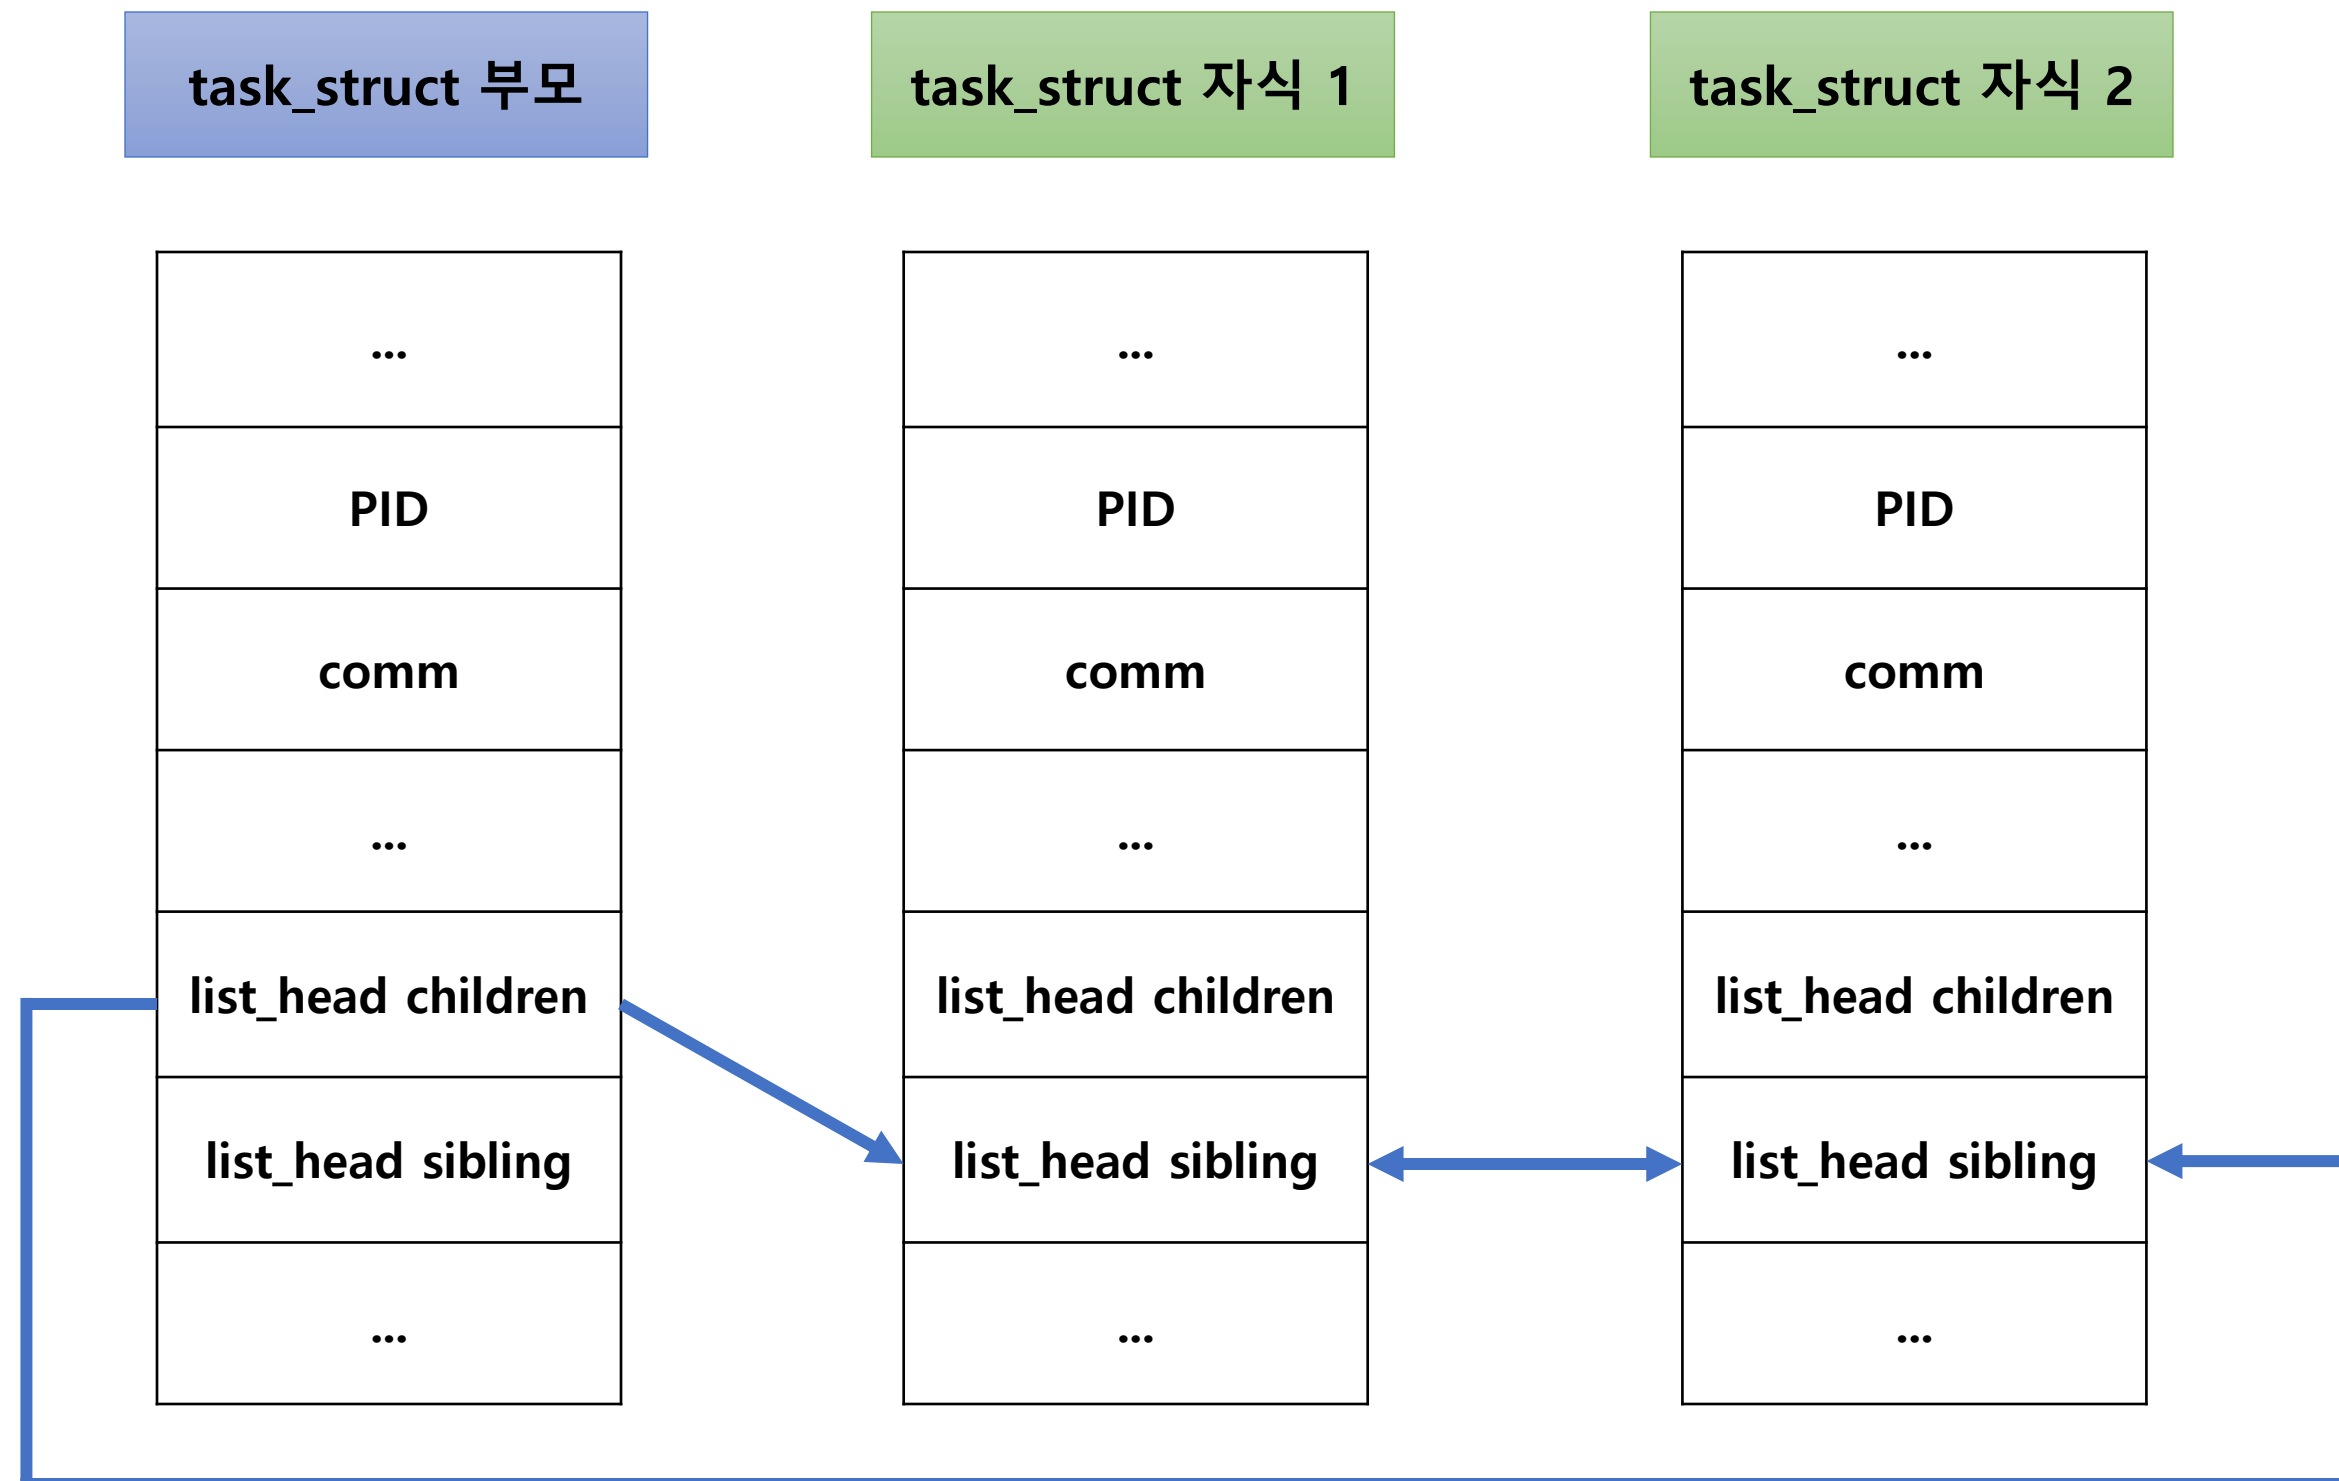 task_struct 부모
task_struct 자식 1
task_struct 자식 2
...
PID
comm
...
list_head children
list_head sibling
...
...
PID
comm
...
list_head children
list_head sibling
...
...
PID
comm
...
list_head children
list_head sibling
...